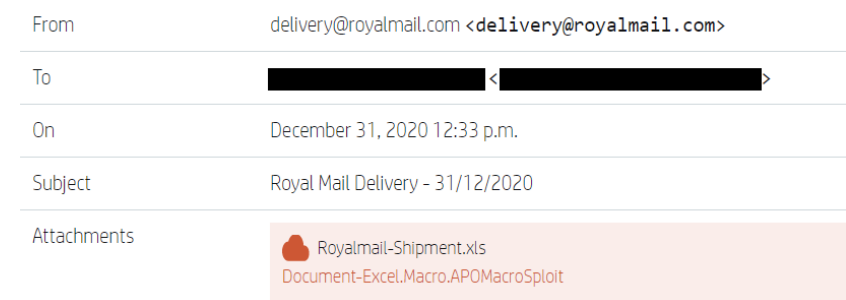 From delivery@royalmail.com <delivery@royalmail.com>
To < >
On December 31, 2020 12:33 p.m.
Subject Royal Mail Delivery - 31/12/2020
Attachments Royalmail-Shipment.xls
Document-Excel.Macro.APOMacroSploit